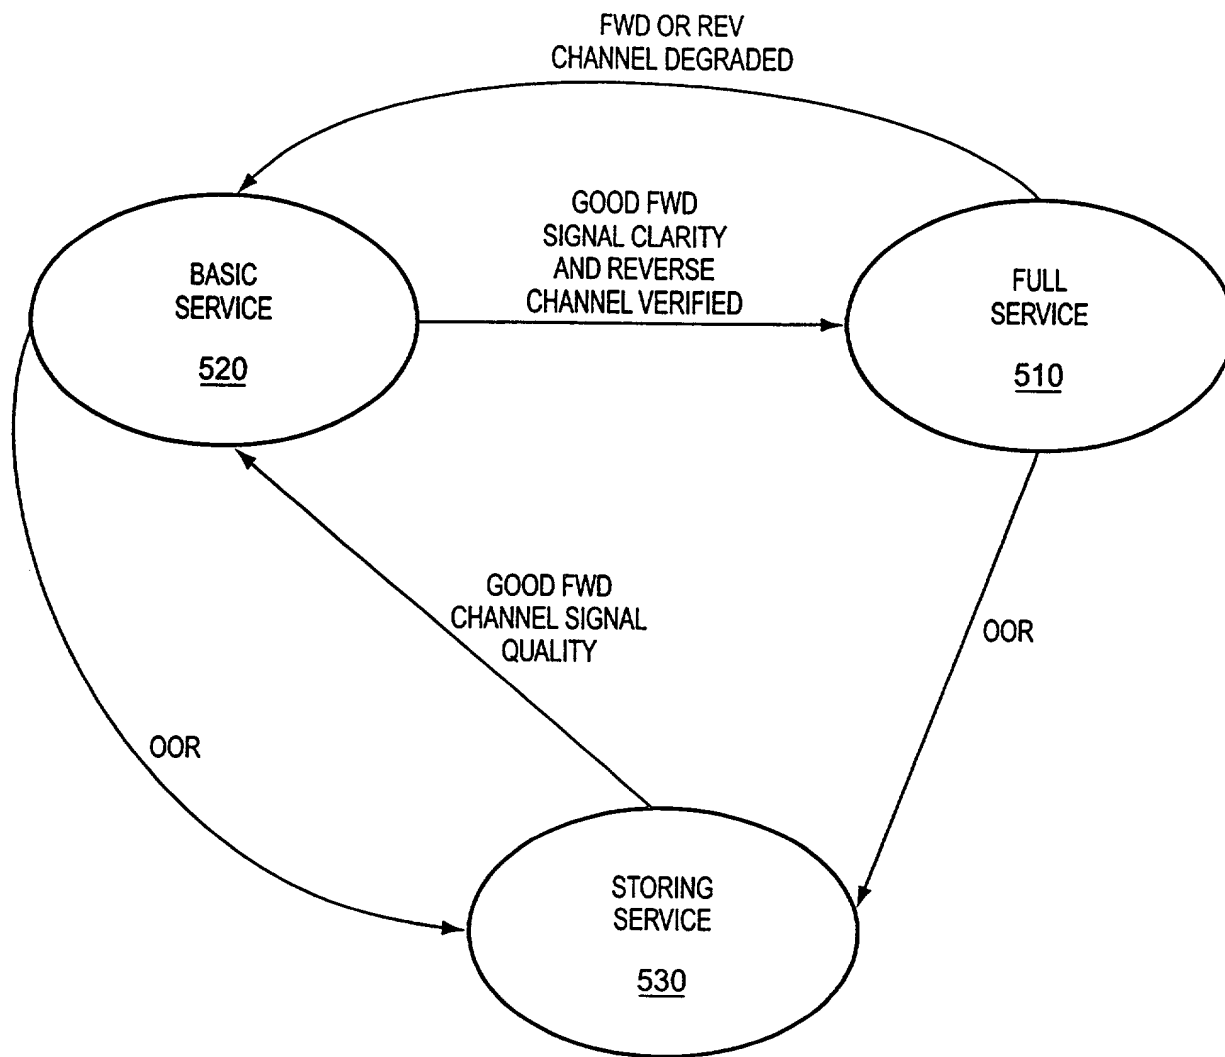 FWD OR REV
CHANNEL DEGRADED
GOOD FWD
SIGNAL CLARITY
AND REVERSE
CHANNEL VERIFIED
BASIC
SERVICE
520
FULL
SERVICE
510
GOOD FWD
CHANNEL SIGNAL
QUALITY
OOR
OOR
STORING
SERVICE
530